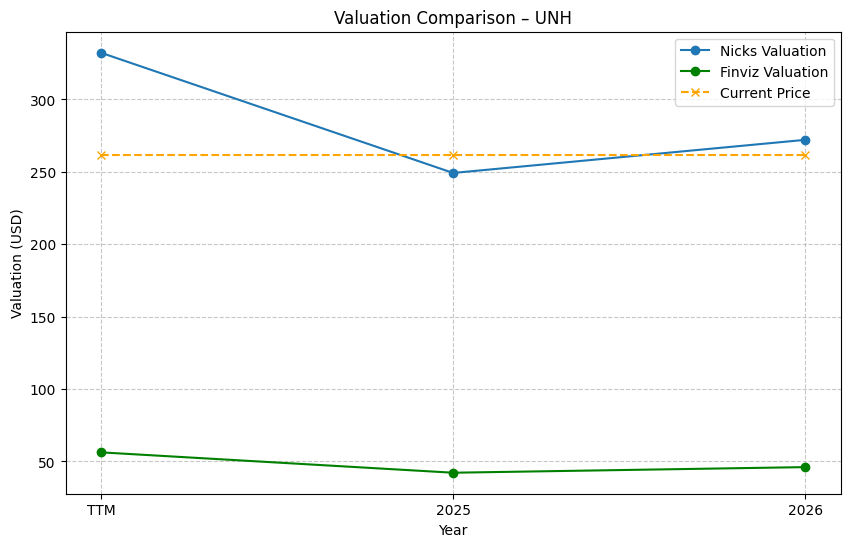 Valuation Comparison – UNH
Nicks Valuation
Finviz Valuation
Current Price
Valuation (USD)
300
250
200
150
100
50
TTM
2025
2026
Year